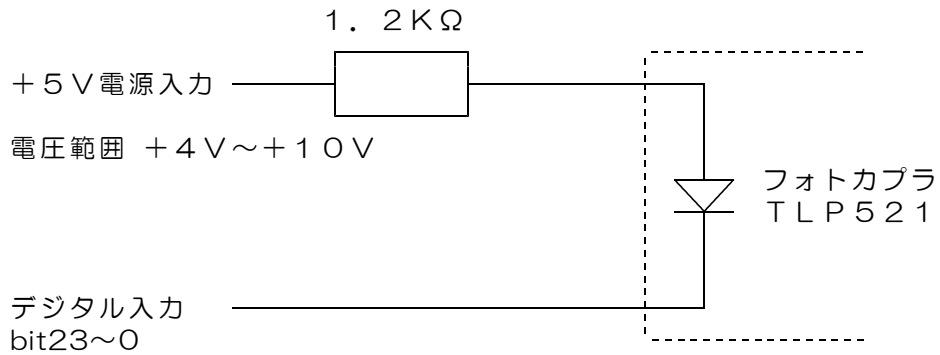 1.2KΩ
+5V電源入力
電圧範囲 +4V~+10V
フォトカプラ
TLP521
デジタル入力
bit23~0